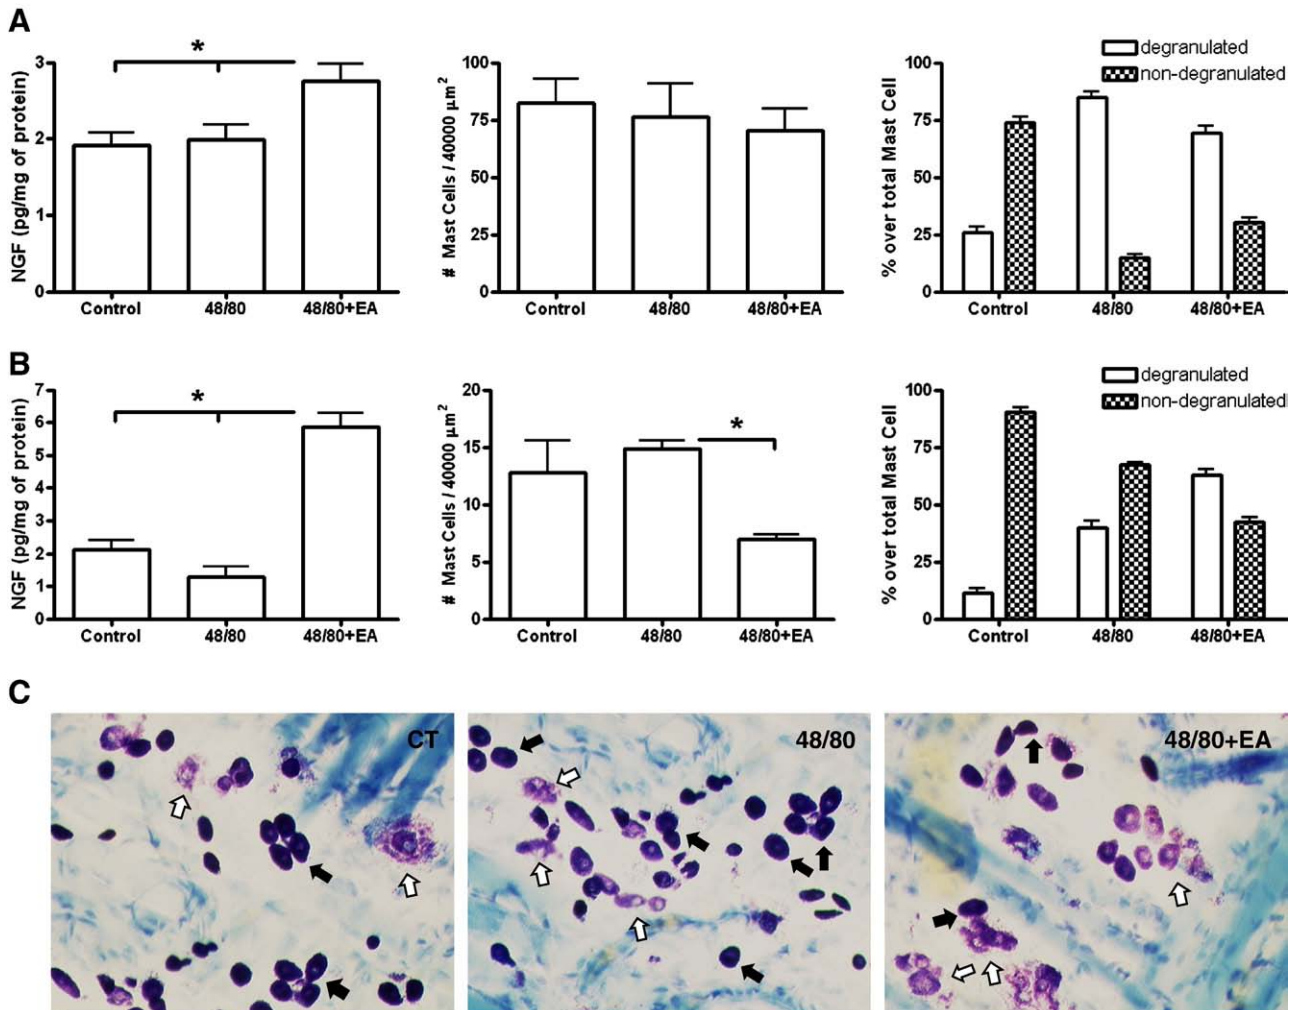 A
NGF (pg/mg of protein)
3
2
1
0
*
Control 48/80 48/80+EA
# Mast Cells / 40000 μm²
100
75
50
25
0
Control 48/80 48/80+EA
degranulated
non-degranulated
% over total Mast Cell
100
75
50
25
0
Control 48/80 48/80+EA
B
NGF (pg/mg of protein)
7
6
5
4
3
2
1
0
*
Control 48/80 48/80+EA
# Mast Cells / 40000 μm²
20
15
10
5
0
*
Control 48/80 48/80+EA
degranulated
non-degranulated
% over total Mast Cell
100
75
50
25
0
Control 48/80 48/80+EA
C
CT
48/80
48/80+EA